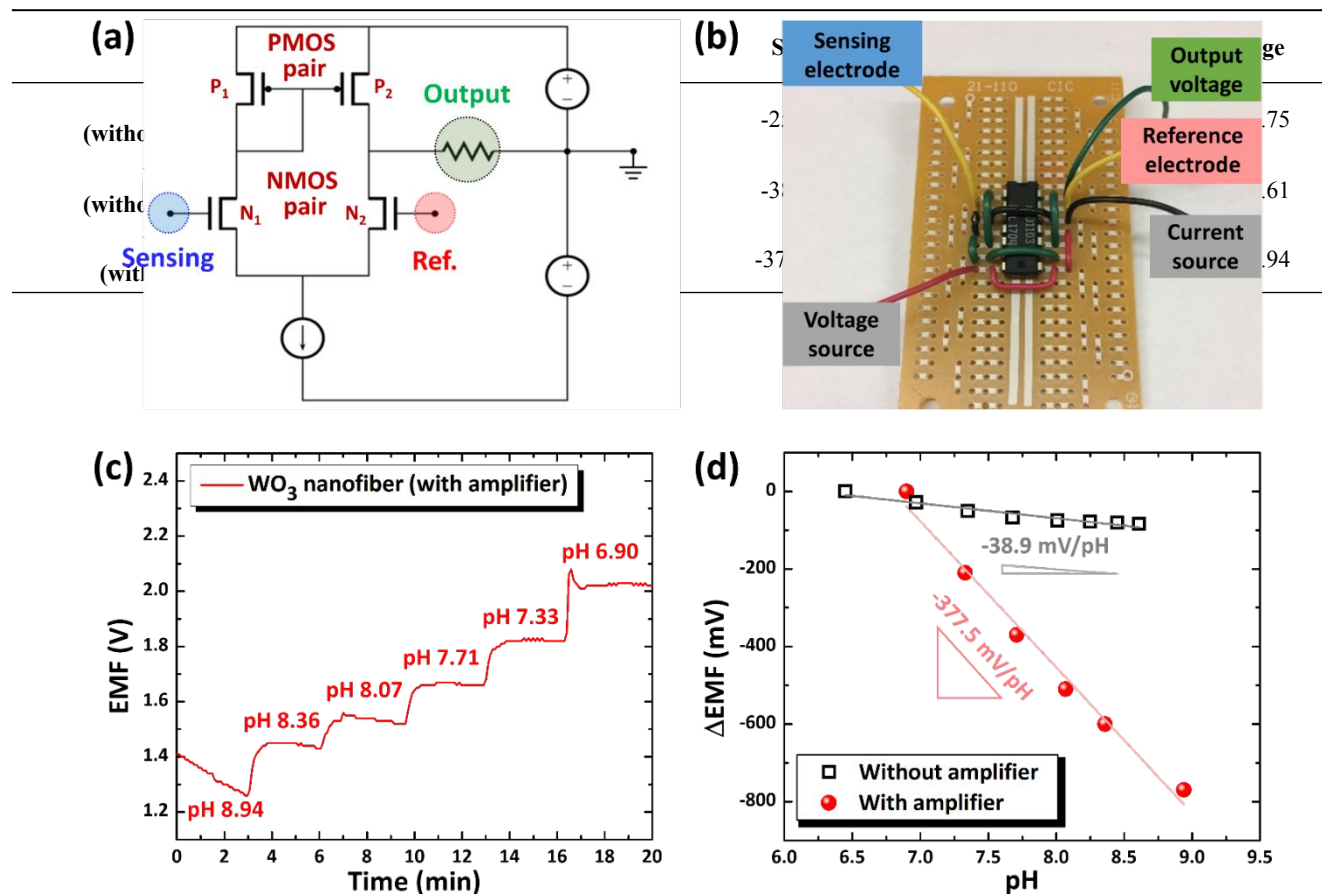 (a)
PMOS
pair
P₁
P₂
Output
NMOS
pair
N₁
N₂
Sensing
Ref.
(b)
Sensing
electrode
Output
voltage
Reference
electrode
Current
source
Voltage
source
21-110 CIC
.75
.61
.94
(c)
WO₃ nanofiber (with amplifier)
EMF (V)
2.4
2.2
2.0
1.8
1.6
1.4
1.2
pH 8.94
pH 8.36
pH 8.07
pH 7.71
pH 7.33
pH 6.90
0 2 4 6 8 10 12 14 16 18 20
Time (min)
(d)
ΔEMF (mV)
0
-200
-400
-600
-800
-38.9 mV/pH
-377.5 mV/pH
Without amplifier
With amplifier
6.0 6.5 7.0 7.5 8.0 8.5 9.0 9.5
pH